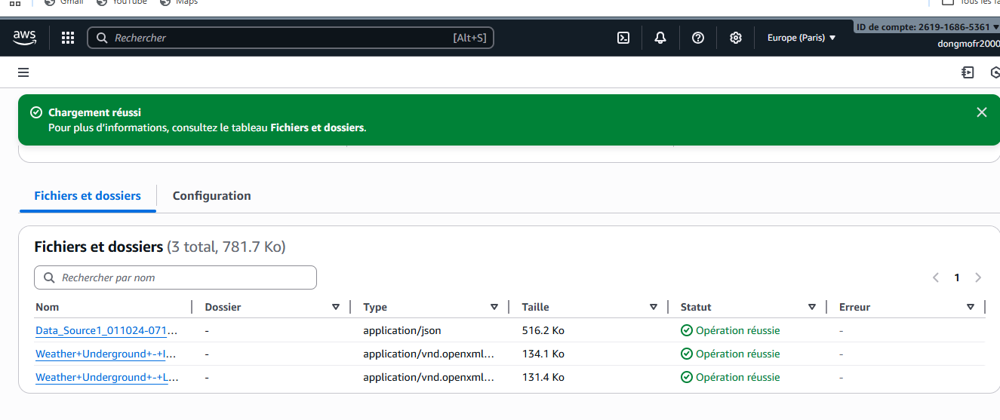 Gmail YouTube Maps Tous les fa
aws Rechercher [Alt+S] Europe (Paris) ID de compte: 2619-1686-5361
dongmofr2000
Chargement réussi
Pour plus d'informations, consultez le tableau Fichiers et dossiers.
Fichiers et dossiers Configuration
Fichiers et dossiers (3 total, 781.7 Ko)
Rechercher par nom 1
Nom Dossier Type Taille Statut Erreur
Data_Source1_011024-071... - application/json 516.2 Ko Opération réussie -
Weather+Underground+-+I... - application/vnd.openxml... 134.1 Ko Opération réussie -
Weather+Underground+-+L... - application/vnd.openxml... 131.4 Ko Opération réussie -